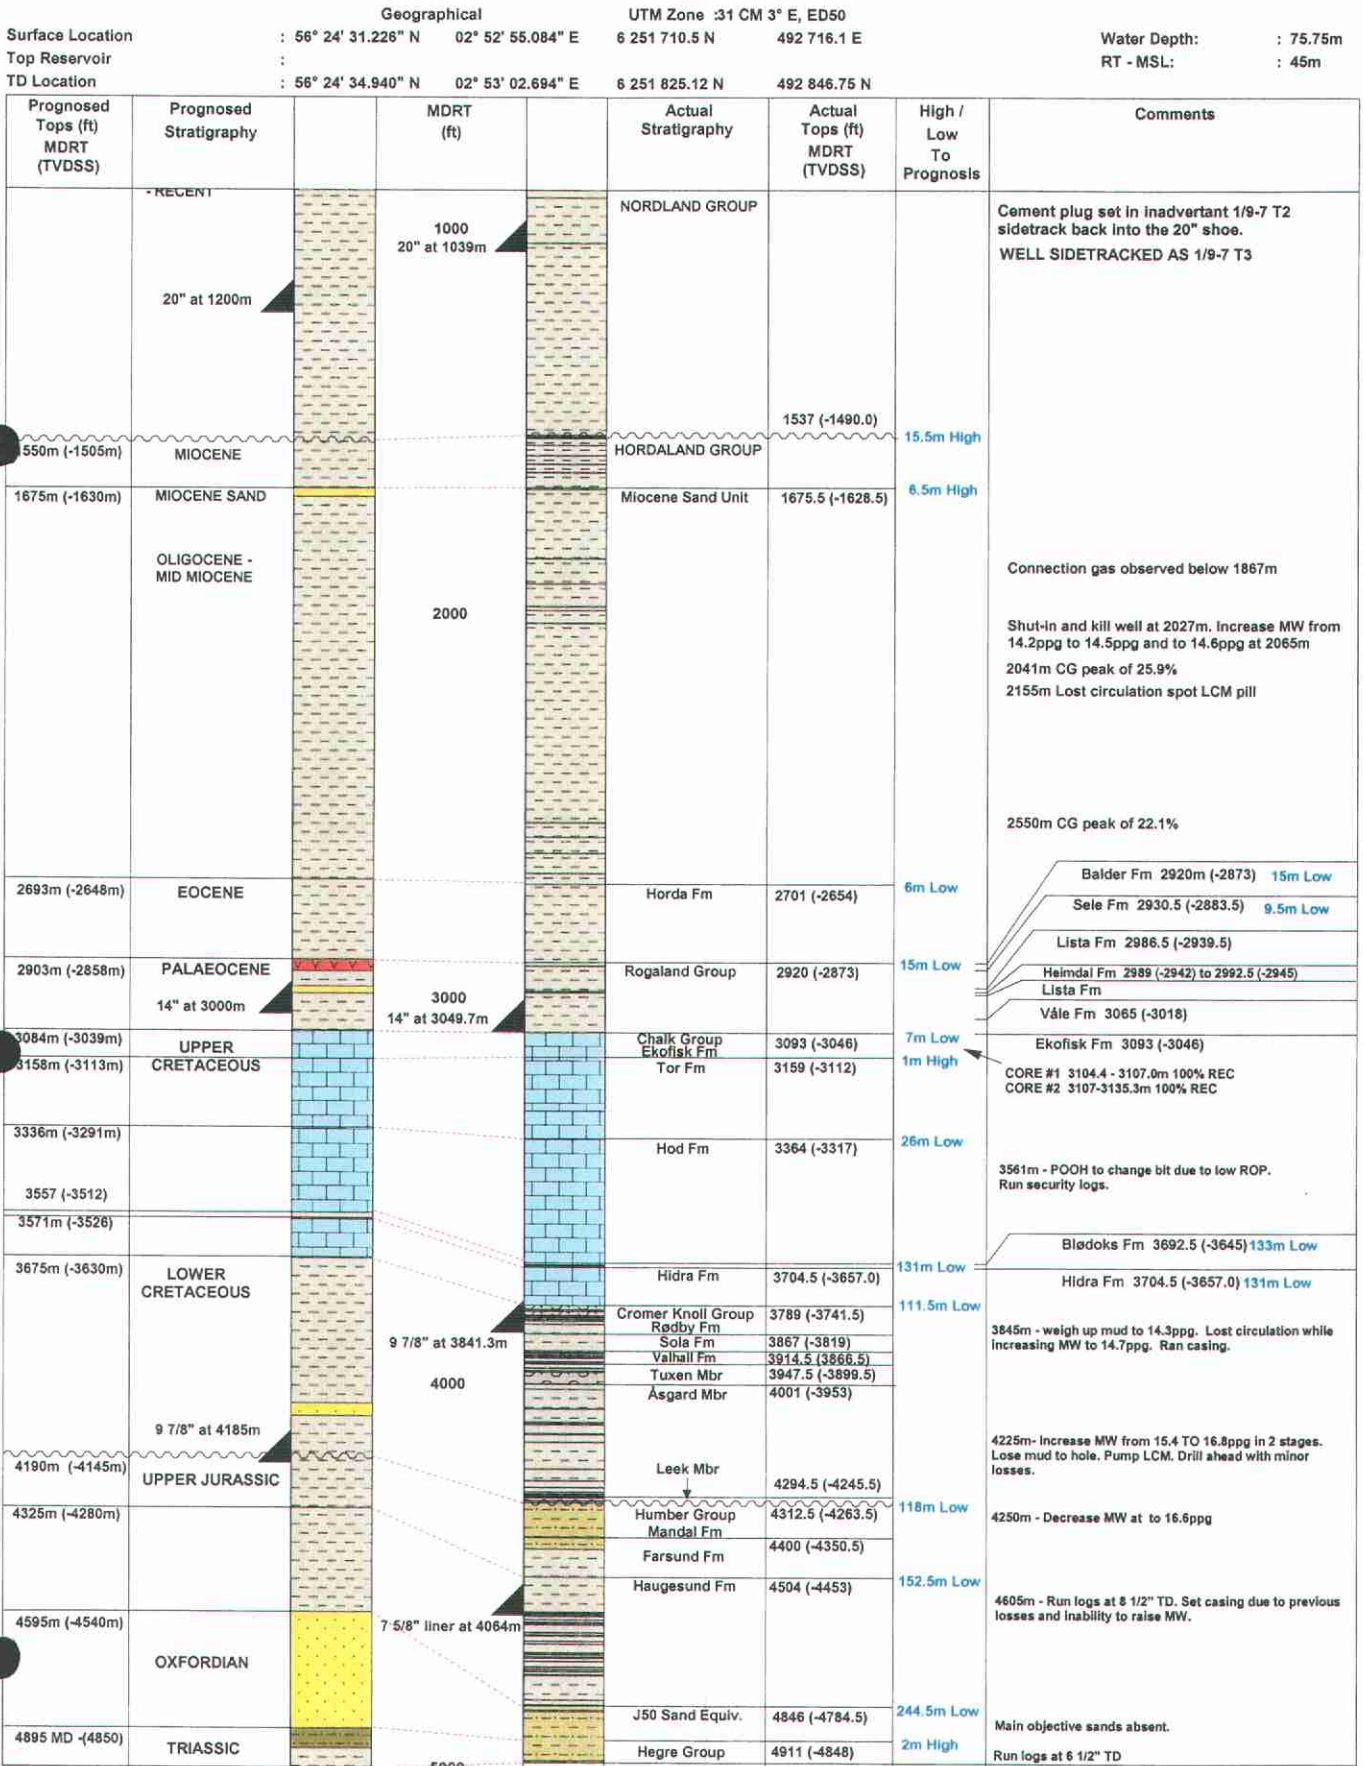 Geographical UTM Zone :31 CM 3° E, ED50
Surface Location : 56° 24' 31.226" N 02° 52' 55.084" E 6 251 710.5 N 492 716.1 E Water Depth: : 75.75m
Top Reservoir : RT - MSL: : 45m
TD Location : 56° 24' 34.940" N 02° 53' 02.694" E 6 251 825.12 N 492 846.75 N
Prognosed Tops (ft) MDRT (TVDSS)
Prognosed Stratigraphy
MDRT (ft)
Actual Stratigraphy
Actual Tops (ft) MDRT (TVDSS)
High / Low To Prognosis
Comments
- RECENT
NORDLAND GROUP
Cement plug set in inadvertant 1/9-7 T2
sidetrack back into the 20" shoe.
1000
20" at 1039m
WELL SIDETRACKED AS 1/9-7 T3
20" at 1200m
1537 (-1490.0)
15.5m High
550m (-1505m) MIOCENE HORDALAND GROUP
1675m (-1630m) MIOCENE SAND Miocene Sand Unit 1675.5 (-1628.5) 6.5m High
OLIGOCENE -
MID MIOCENE
Connection gas observed below 1867m
2000
Shut-in and kill well at 2027m. Increase MW from
14.2ppg to 14.5ppg and to 14.6ppg at 2065m
2041m CG peak of 25.9%
2155m Lost circulation spot LCM pill
2550m CG peak of 22.1%
Balder Fm 2920m (-2873) 15m Low
2693m (-2648m) EOCENE Horda Fm 2701 (-2654) 6m Low
Sele Fm 2930.5 (-2883.5) 9.5m Low
Lista Fm 2986.5 (-2939.5)
2903m (-2858m) PALAEOCENE Rogaland Group 2920 (-2873) 15m Low
Heimdal Fm 2989 (-2942) to 2992.5 (-2945)
Lista Fm
14" at 3000m 3000
14" at 3049.7m
Våle Fm 3065 (-3018)
3084m (-3039m) UPPER CRETACEOUS Chalk Group
Ekofisk Fm 3093 (-3046) 7m Low
Ekofisk Fm 3093 (-3046)
3158m (-3113m) Tor Fm 3159 (-3112) 1m High
CORE #1 3104.4 - 3107.0m 100% REC
CORE #2 3107-3135.3m 100% REC
3336m (-3291m) Hod Fm 3364 (-3317) 26m Low
3561m - POOH to change bit due to low ROP.
Run security logs.
3557 (-3512)
3571m (-3526)
Blødoks Fm 3692.5 (-3645) 133m Low
3675m (-3630m) LOWER CRETACEOUS Hidra Fm 3704.5 (-3657.0) 131m Low
Hidra Fm 3704.5 (-3657.0) 131m Low
Cromer Knoll Group
Rødby Fm 3789 (-3741.5) 111.5m Low
3845m - weigh up mud to 14.3ppg. Lost circulation while
increasing MW to 14.7ppg. Ran casing.
9 7/8" at 3841.3m Sola Fm 3867 (-3819)
Valhall Fm 3914.5 (3866.5)
Tuxen Mbr 3947.5 (-3899.5)
4000 Åsgard Mbr 4001 (-3953)
9 7/8" at 4185m
4225m- Increase MW from 15.4 TO 16.8ppg in 2 stages.
Lose mud to hole. Pump LCM. Drill ahead with minor
losses.
4190m (-4145m) UPPER JURASSIC Leek Mbr 4294.5 (-4245.5)
4325m (-4280m) Humber Group
Mandal Fm 4312.5 (-4263.5) 118m Low
4250m - Decrease MW at to 16.6ppg
4400 (-4350.5)
Farsund Fm
Haugesund Fm 4504 (-4453) 152.5m Low
4605m - Run logs at 8 1/2" TD. Set casing due to previous
losses and inability to raise MW.
4595m (-4540m) 7 5/8" liner at 4064m
OXFORDIAN
J50 Sand Equiv. 4846 (-4784.5) 244.5m Low
Main objective sands absent.
4895 MD -(4850) TRIASSIC Hegre Group 4911 (-4848) 2m High
Run logs at 6 1/2" TD